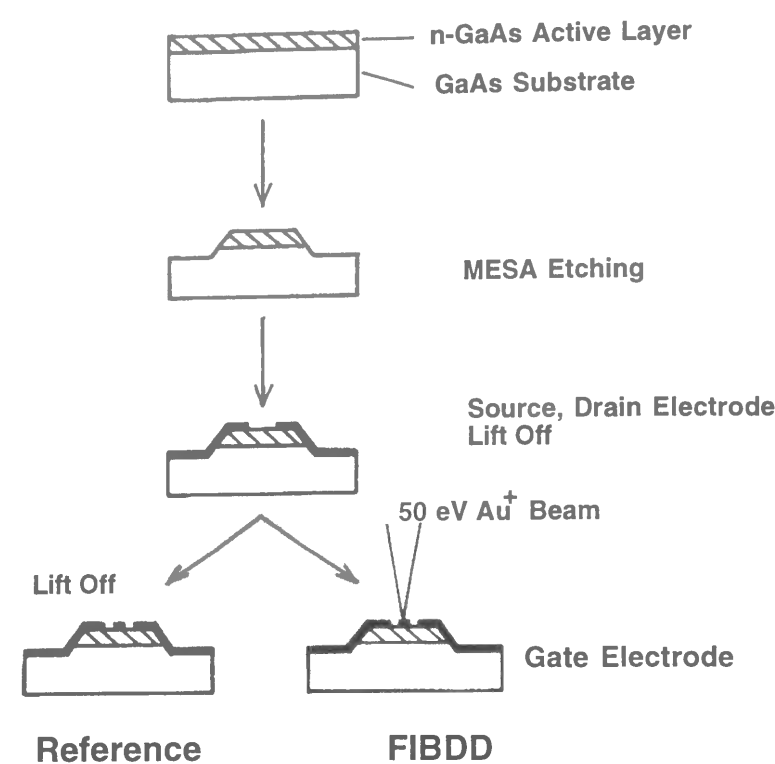 n-GaAs Active Layer
GaAs Substrate
MESA Etching
Source, Drain Electrode
Lift Off
50 eV Au+ Beam
Lift Off
Gate Electrode
Reference
FIBDD